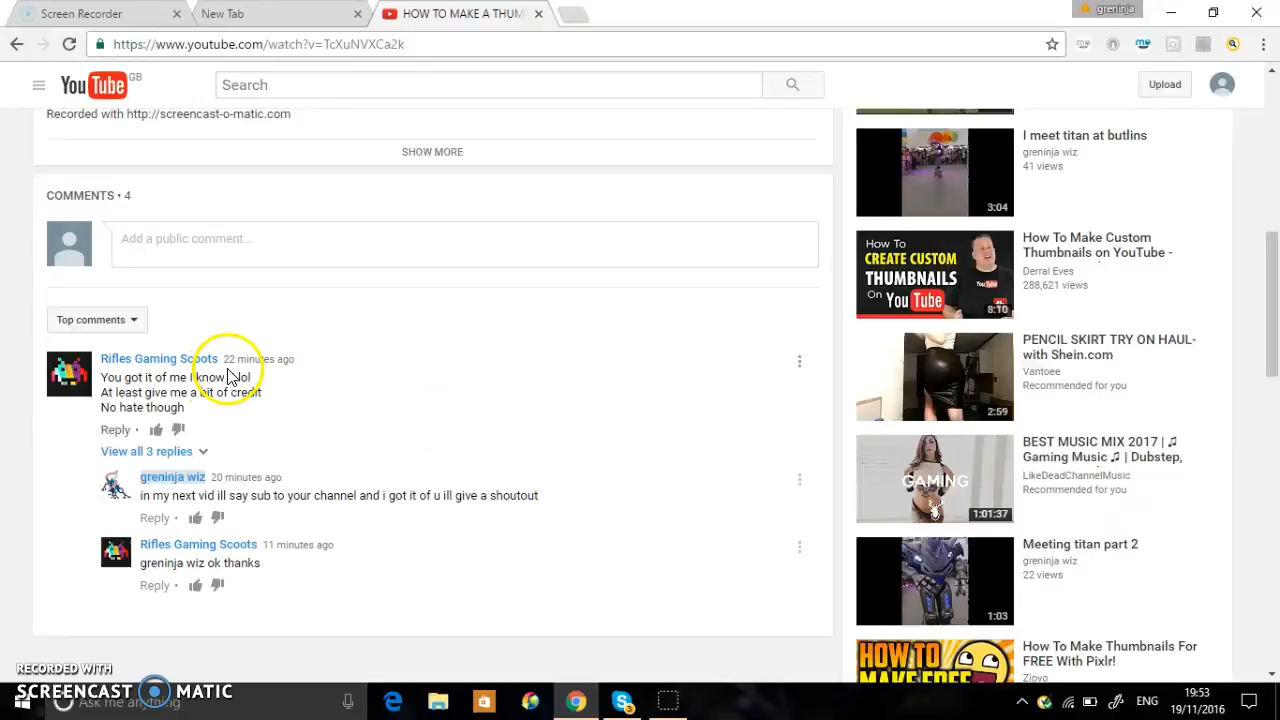 Screen Recorder
New Tab
HOW TO MAKE A THUM
greninja
https://www.youtube.com/watch?v=TcXuNVXCa2k
YouTube GB
Search
Upload
Recorded with http://screencast-o-matic.com
SHOW MORE
COMMENTS • 4
Add a public comment...
Top comments
Rifles Gaming Scoots 22 minutes ago
You got it of me I know lol
At least give me a bit of credit
No hate though
Reply •
View all 3 replies
greninja wiz 20 minutes ago
in my next vid ill say sub to your channel and i got it of u ill give a shoutout
Reply •
Rifles Gaming Scoots 11 minutes ago
greninja wiz ok thanks
Reply •
I meet titan at butlins
greninja wiz
41 views
3:04
How To
CREATE CUSTOM
THUMBNAILS
On YouTube
YouTube
8:10
How To Make Custom
Thumbnails on YouTube -
Derral Eves
288,621 views
PENCIL SKIRT TRY ON HAUL-
with Shein.com
Vantoee
Recommended for you
2:59
BEST MUSIC MIX 2017 | ♫
Gaming Music ♫ | Dubstep,
LikeDeadChannelMusic
Recommended for you
GAMING
1:01:37
Meeting titan part 2
greninja wiz
22 views
1:03
How To Make Thumbnails For
FREE With Pixlr!
Zipvo
HOW TO
MAKE FREE
RECORDED WITH
SCREENCAST MATIC
Ask me anything
ENG
19:53
19/11/2016